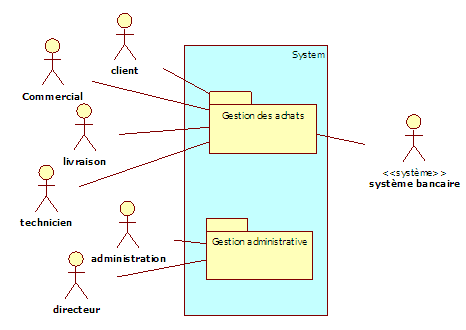 System
client
Commercial
Gestion des achats
livraison
<<système>>
système bancaire
technicien
Gestion administrative
administration
directeur